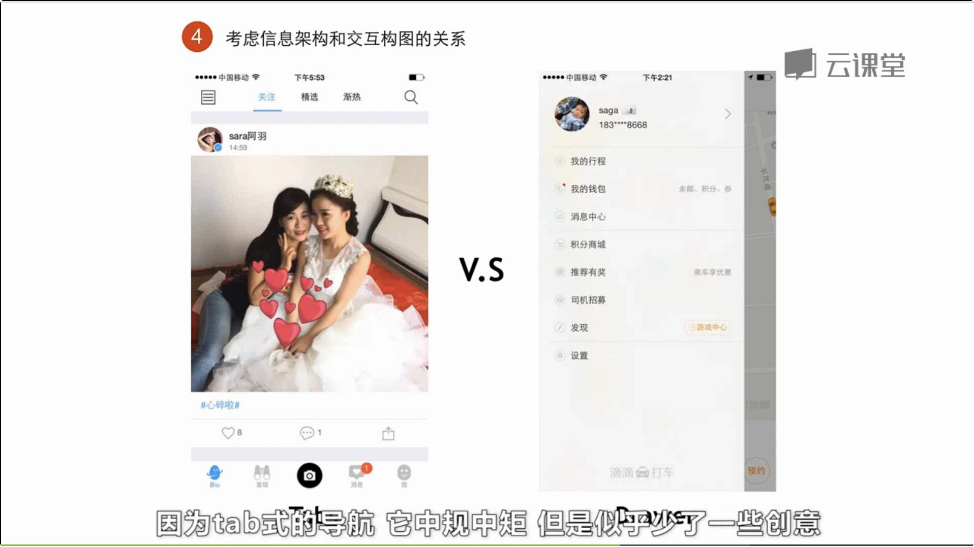 4 考虑信息架构和交互构图的关系
云课堂
中国移动 下午5:53
关注 精选 渐热
sara阿羽
14:59
#心碎啦#
8 1
Biu 发现 消息 1 我
V.S
中国移动 下午2:21
saga
183****8668
我的行程
我的钱包 余额、积分、券
消息中心
积分商城
推荐有奖 乘车享优惠
司机招募
发现 游戏中心
设置
滴滴打车
预约
Tab
Drawer
因为tab式的导航 它中规中矩 但是似乎少了一些创意